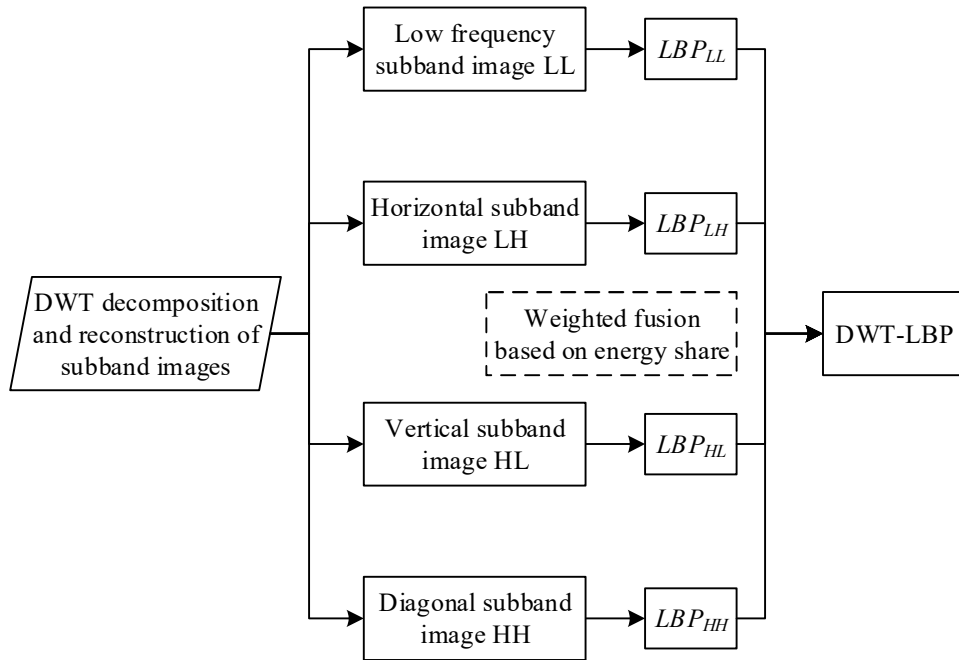 Low frequency
subband image LL
LBP_LL
Horizontal subband
image LH
LBP_LH
DWT decomposition
and reconstruction of
subband images
Weighted fusion
based on energy share
DWT-LBP
Vertical subband
image HL
LBP_HL
Diagonal subband
image HH
LBP_HH